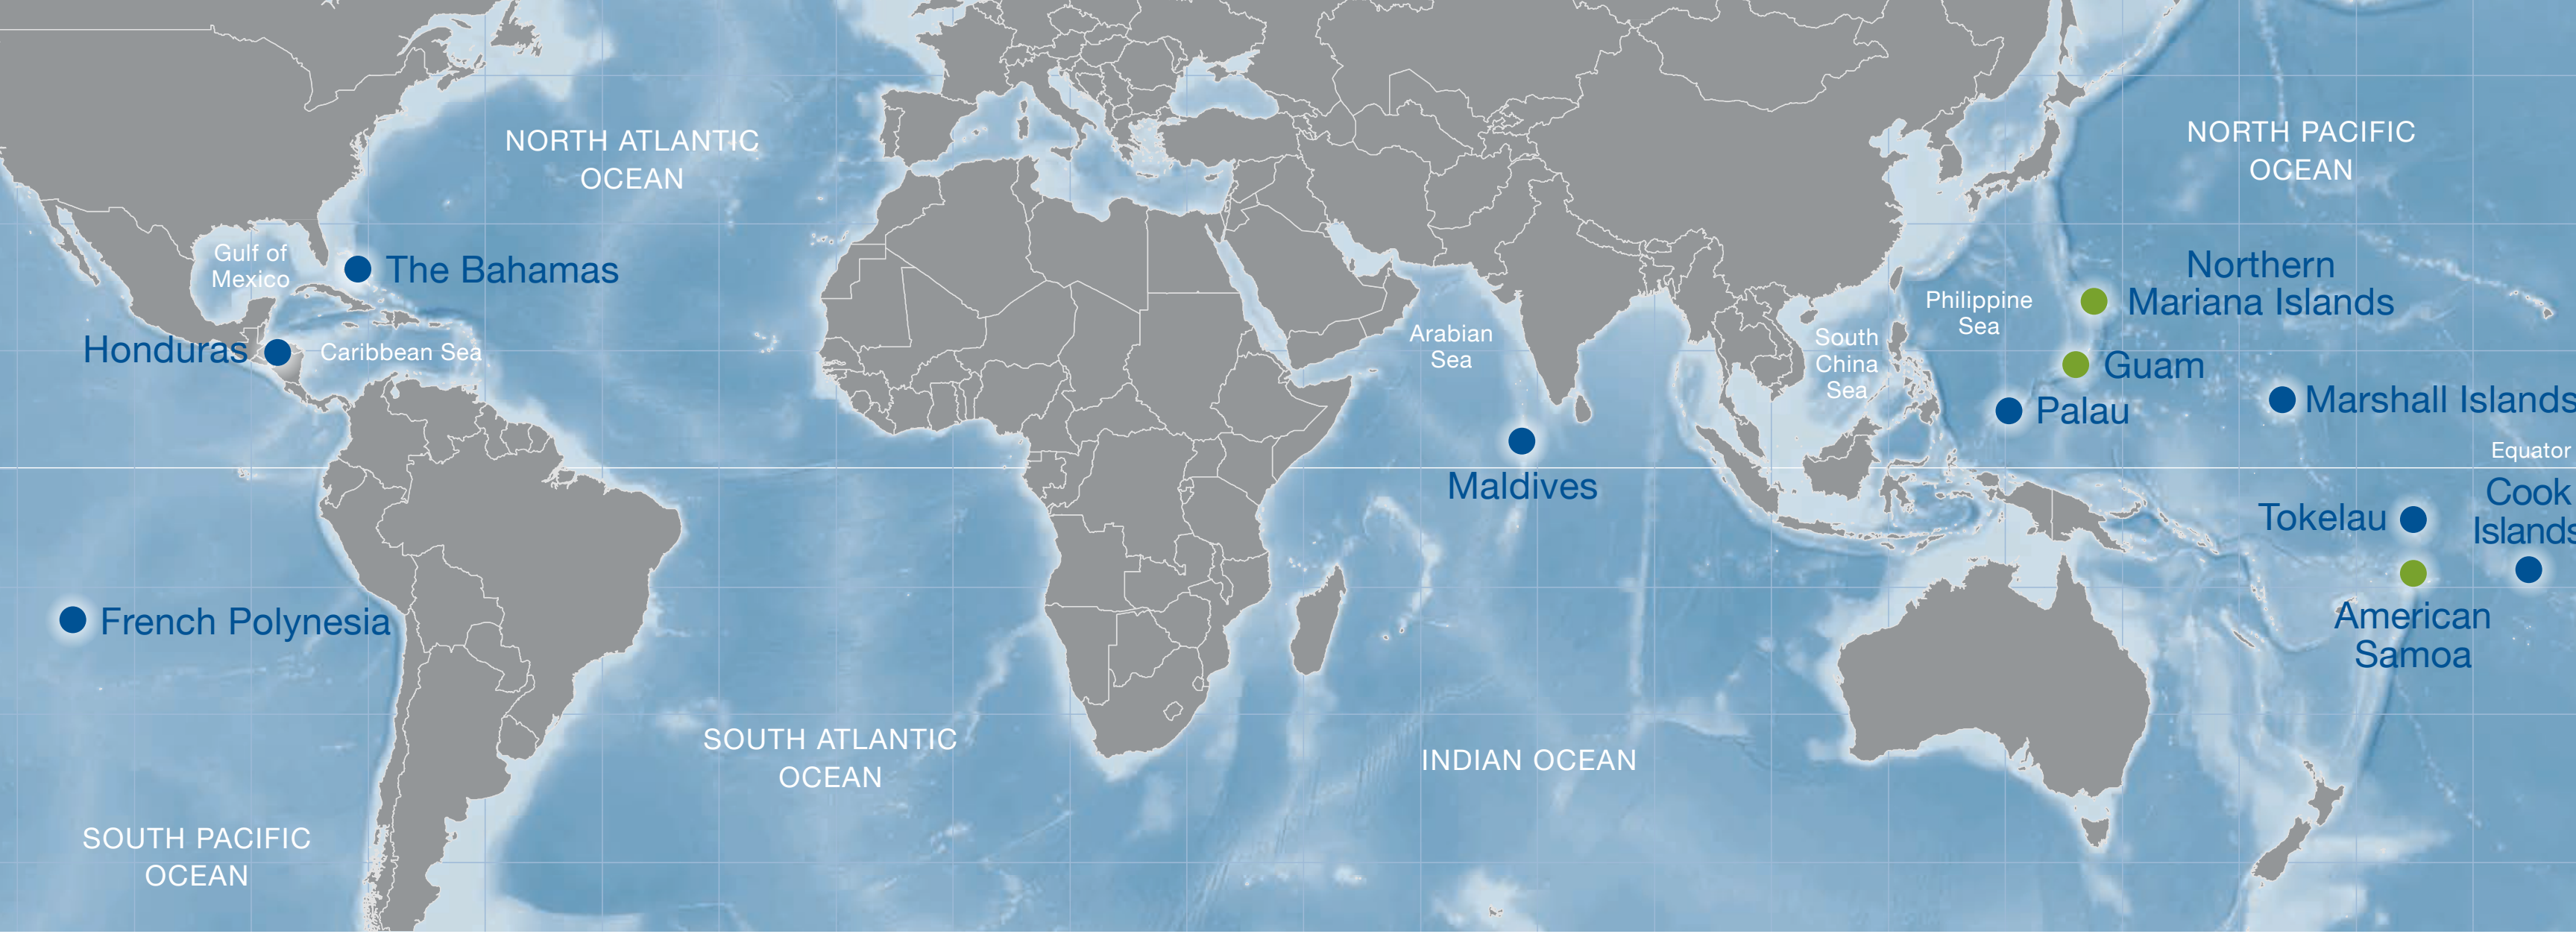 NORTH ATLANTIC
OCEAN
NORTH PACIFIC
OCEAN
Gulf of
Mexico
The Bahamas
Honduras
Caribbean Sea
Arabian
Sea
South
China
Sea
Philippine
Sea
Northern
Mariana Islands
Guam
Palau
Marshall Islands
Maldives
Equator
Cook
Islands
Tokelau
American
Samoa
French Polynesia
SOUTH ATLANTIC
OCEAN
INDIAN OCEAN
SOUTH PACIFIC
OCEAN